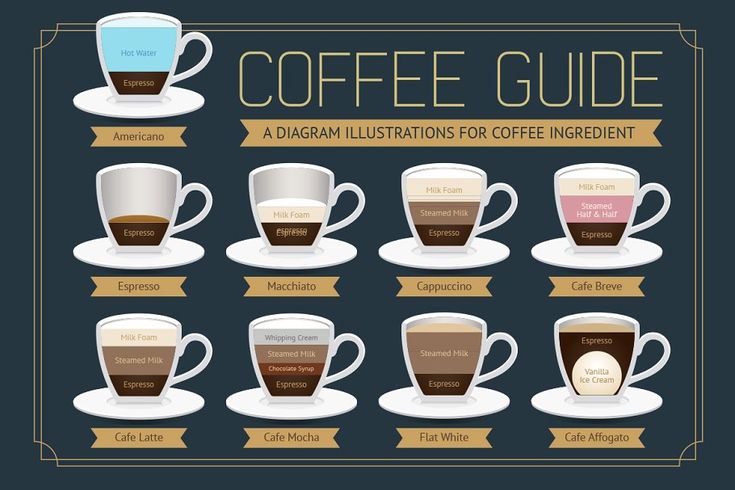 COFFEE GUIDE
A DIAGRAM ILLUSTRATIONS FOR COFFEE INGREDIENT
Hot Water
Espresso
Americano
Espresso
Espresso
Milk Foam
espresso
Espresso
Macchiato
Milk Foam
Steamed Milk
Espresso
Cappuccino
Milk Foam
Steamed
Half & Half
Espresso
Cafe Breve
Milk Foam
Steamed Milk
Espresso
Cafe Latte
Whipping Cream
Steamed Milk
Chocolate Syrup
Espresso
Cafe Mocha
Steamed Milk
Espresso
Flat White
Espresso
Vanilla
Ice Cream
Cafe Affogato